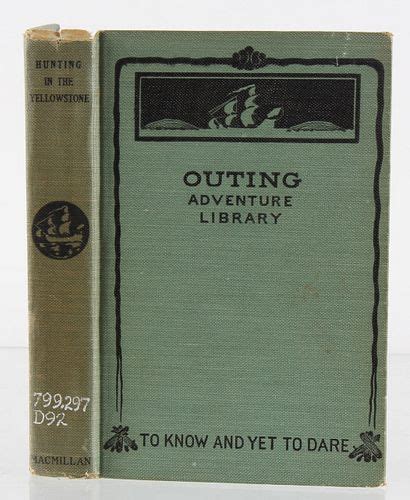 HUNTING
IN THE
YELLOWSTONE
799.297
D92
MACMILLAN
OUTING
ADVENTURE
LIBRARY
TO KNOW AND YET TO DARE